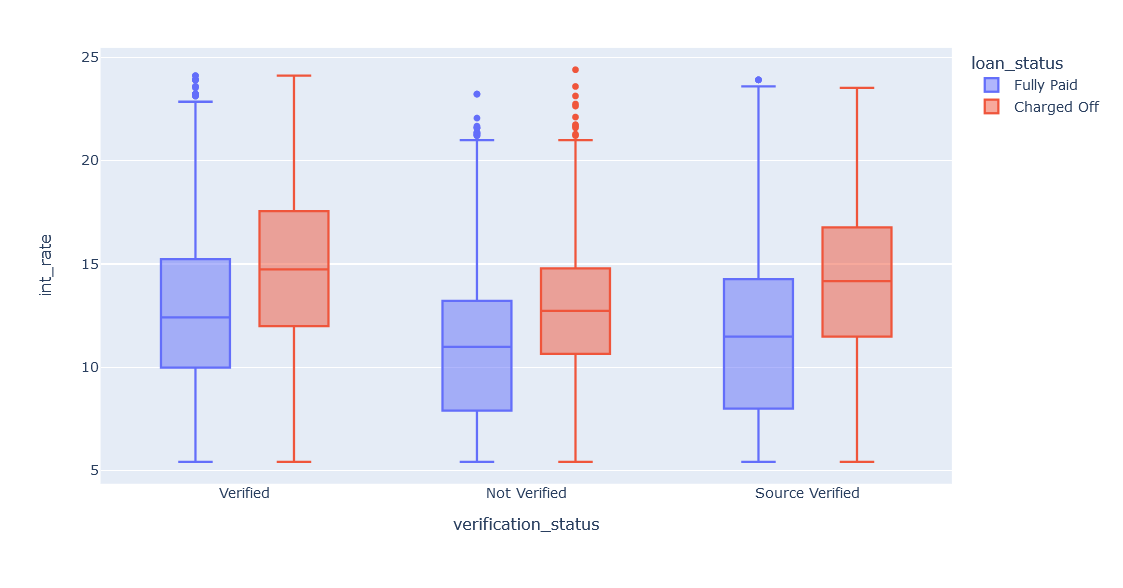 loan_status
Fully Paid
Charged Off
int_rate
25
20
15
10
5
Verified
Not Verified
Source Verified
verification_status